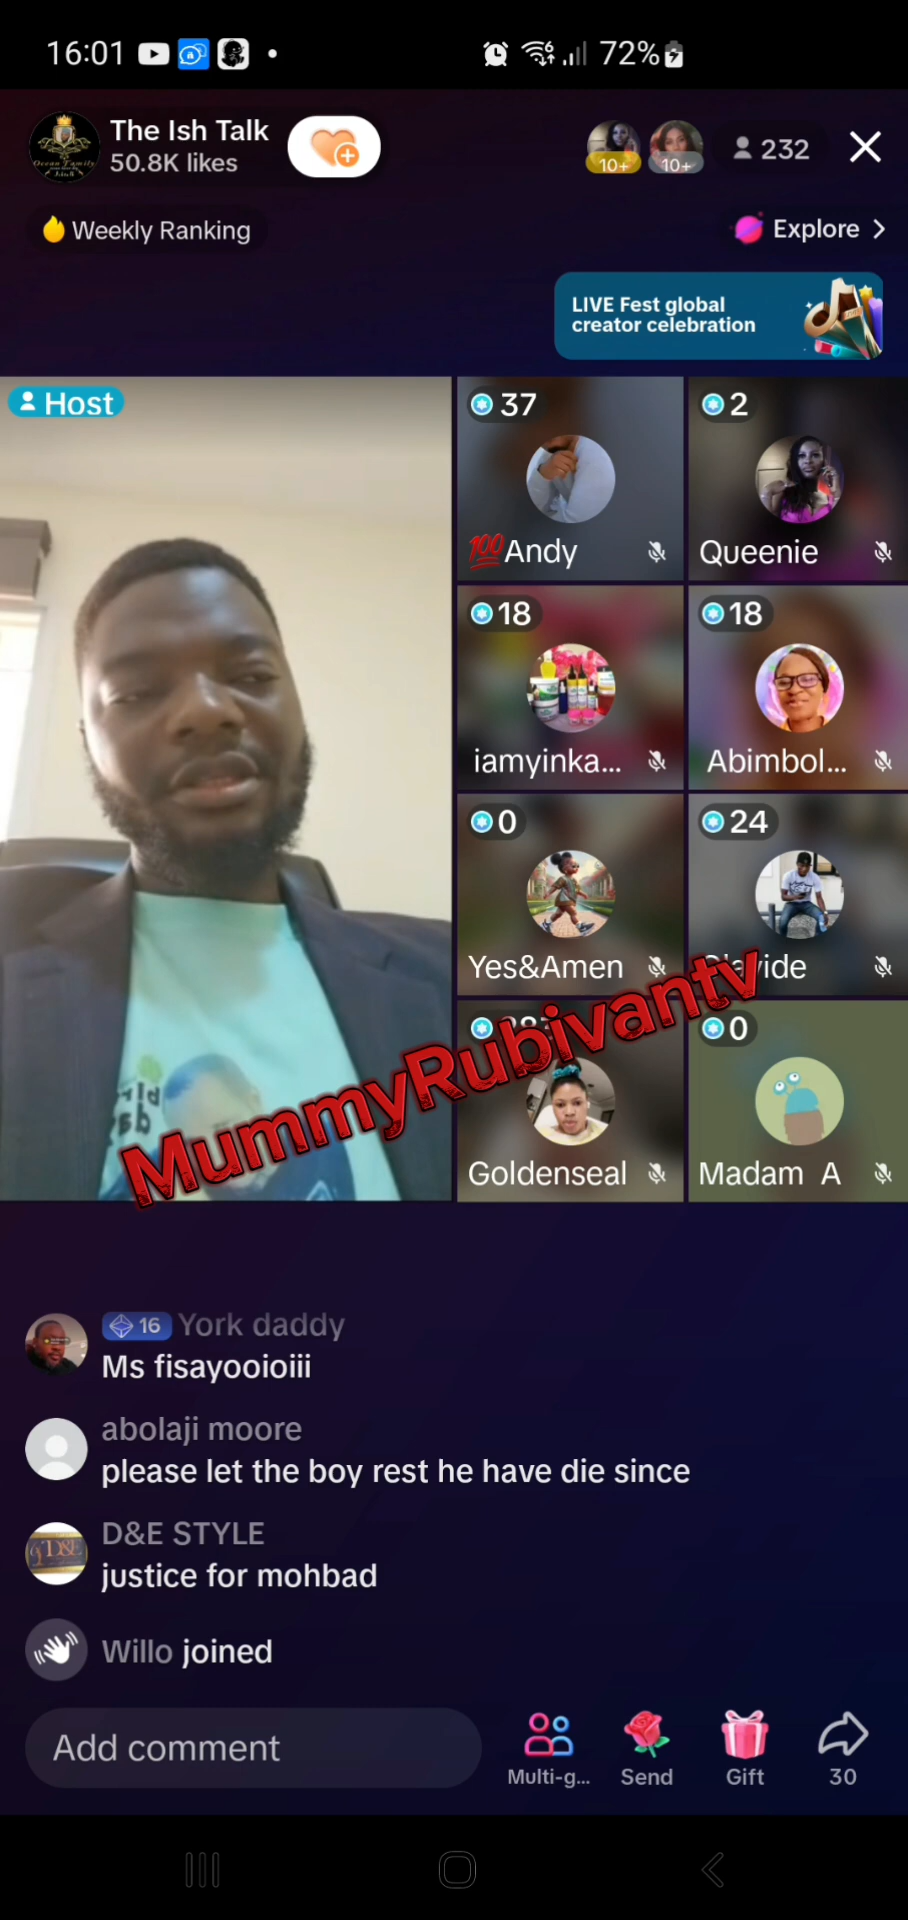 16:01
72%
The Ish Talk
50.8K likes
10+
10+
232
Weekly Ranking
Explore
LIVE Fest global
creator celebration
Host
37
2
100 Andy
Queenie
18
18
iamyinka...
Abimbol...
0
24
Yes&Amen
MummyRubivantv
0
Goldenseal
Madam A
16 York daddy
Ms fisayooioiii
abolaji moore
please let the boy rest he have die since
D&E STYLE
justice for mohbad
Willo joined
Add comment
Multi-g...
Send
Gift
30